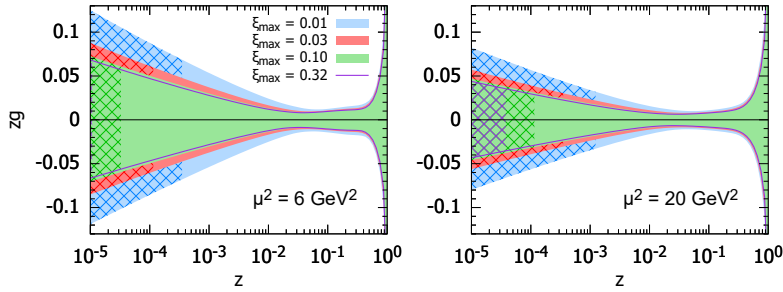 0.1
0.05
0
-0.05
-0.1
zg
ξmax = 0.01
ξmax = 0.03
ξmax = 0.10
ξmax = 0.32
μ² = 6 GeV²
10⁻⁵ 10⁻⁴ 10⁻³ 10⁻² 10⁻¹ 10⁰
z
0.1
0.05
0
-0.05
-0.1
μ² = 20 GeV²
10⁻⁵ 10⁻⁴ 10⁻³ 10⁻² 10⁻¹ 10⁰
z